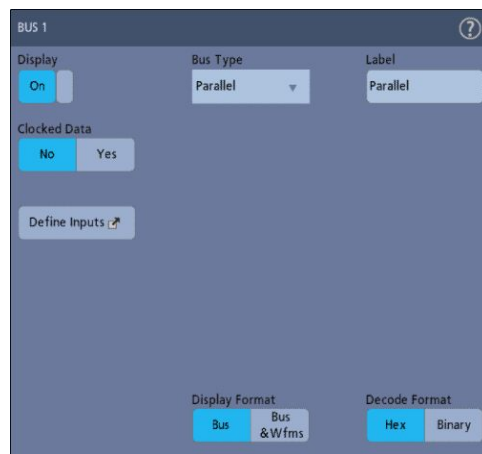 BUS 1
?
Display
Bus Type
Label
On
Parallel
Parallel
Clocked Data
No
Yes
Define Inputs
Display Format
Decode Format
Bus
Bus
&Wfms
Hex
Binary